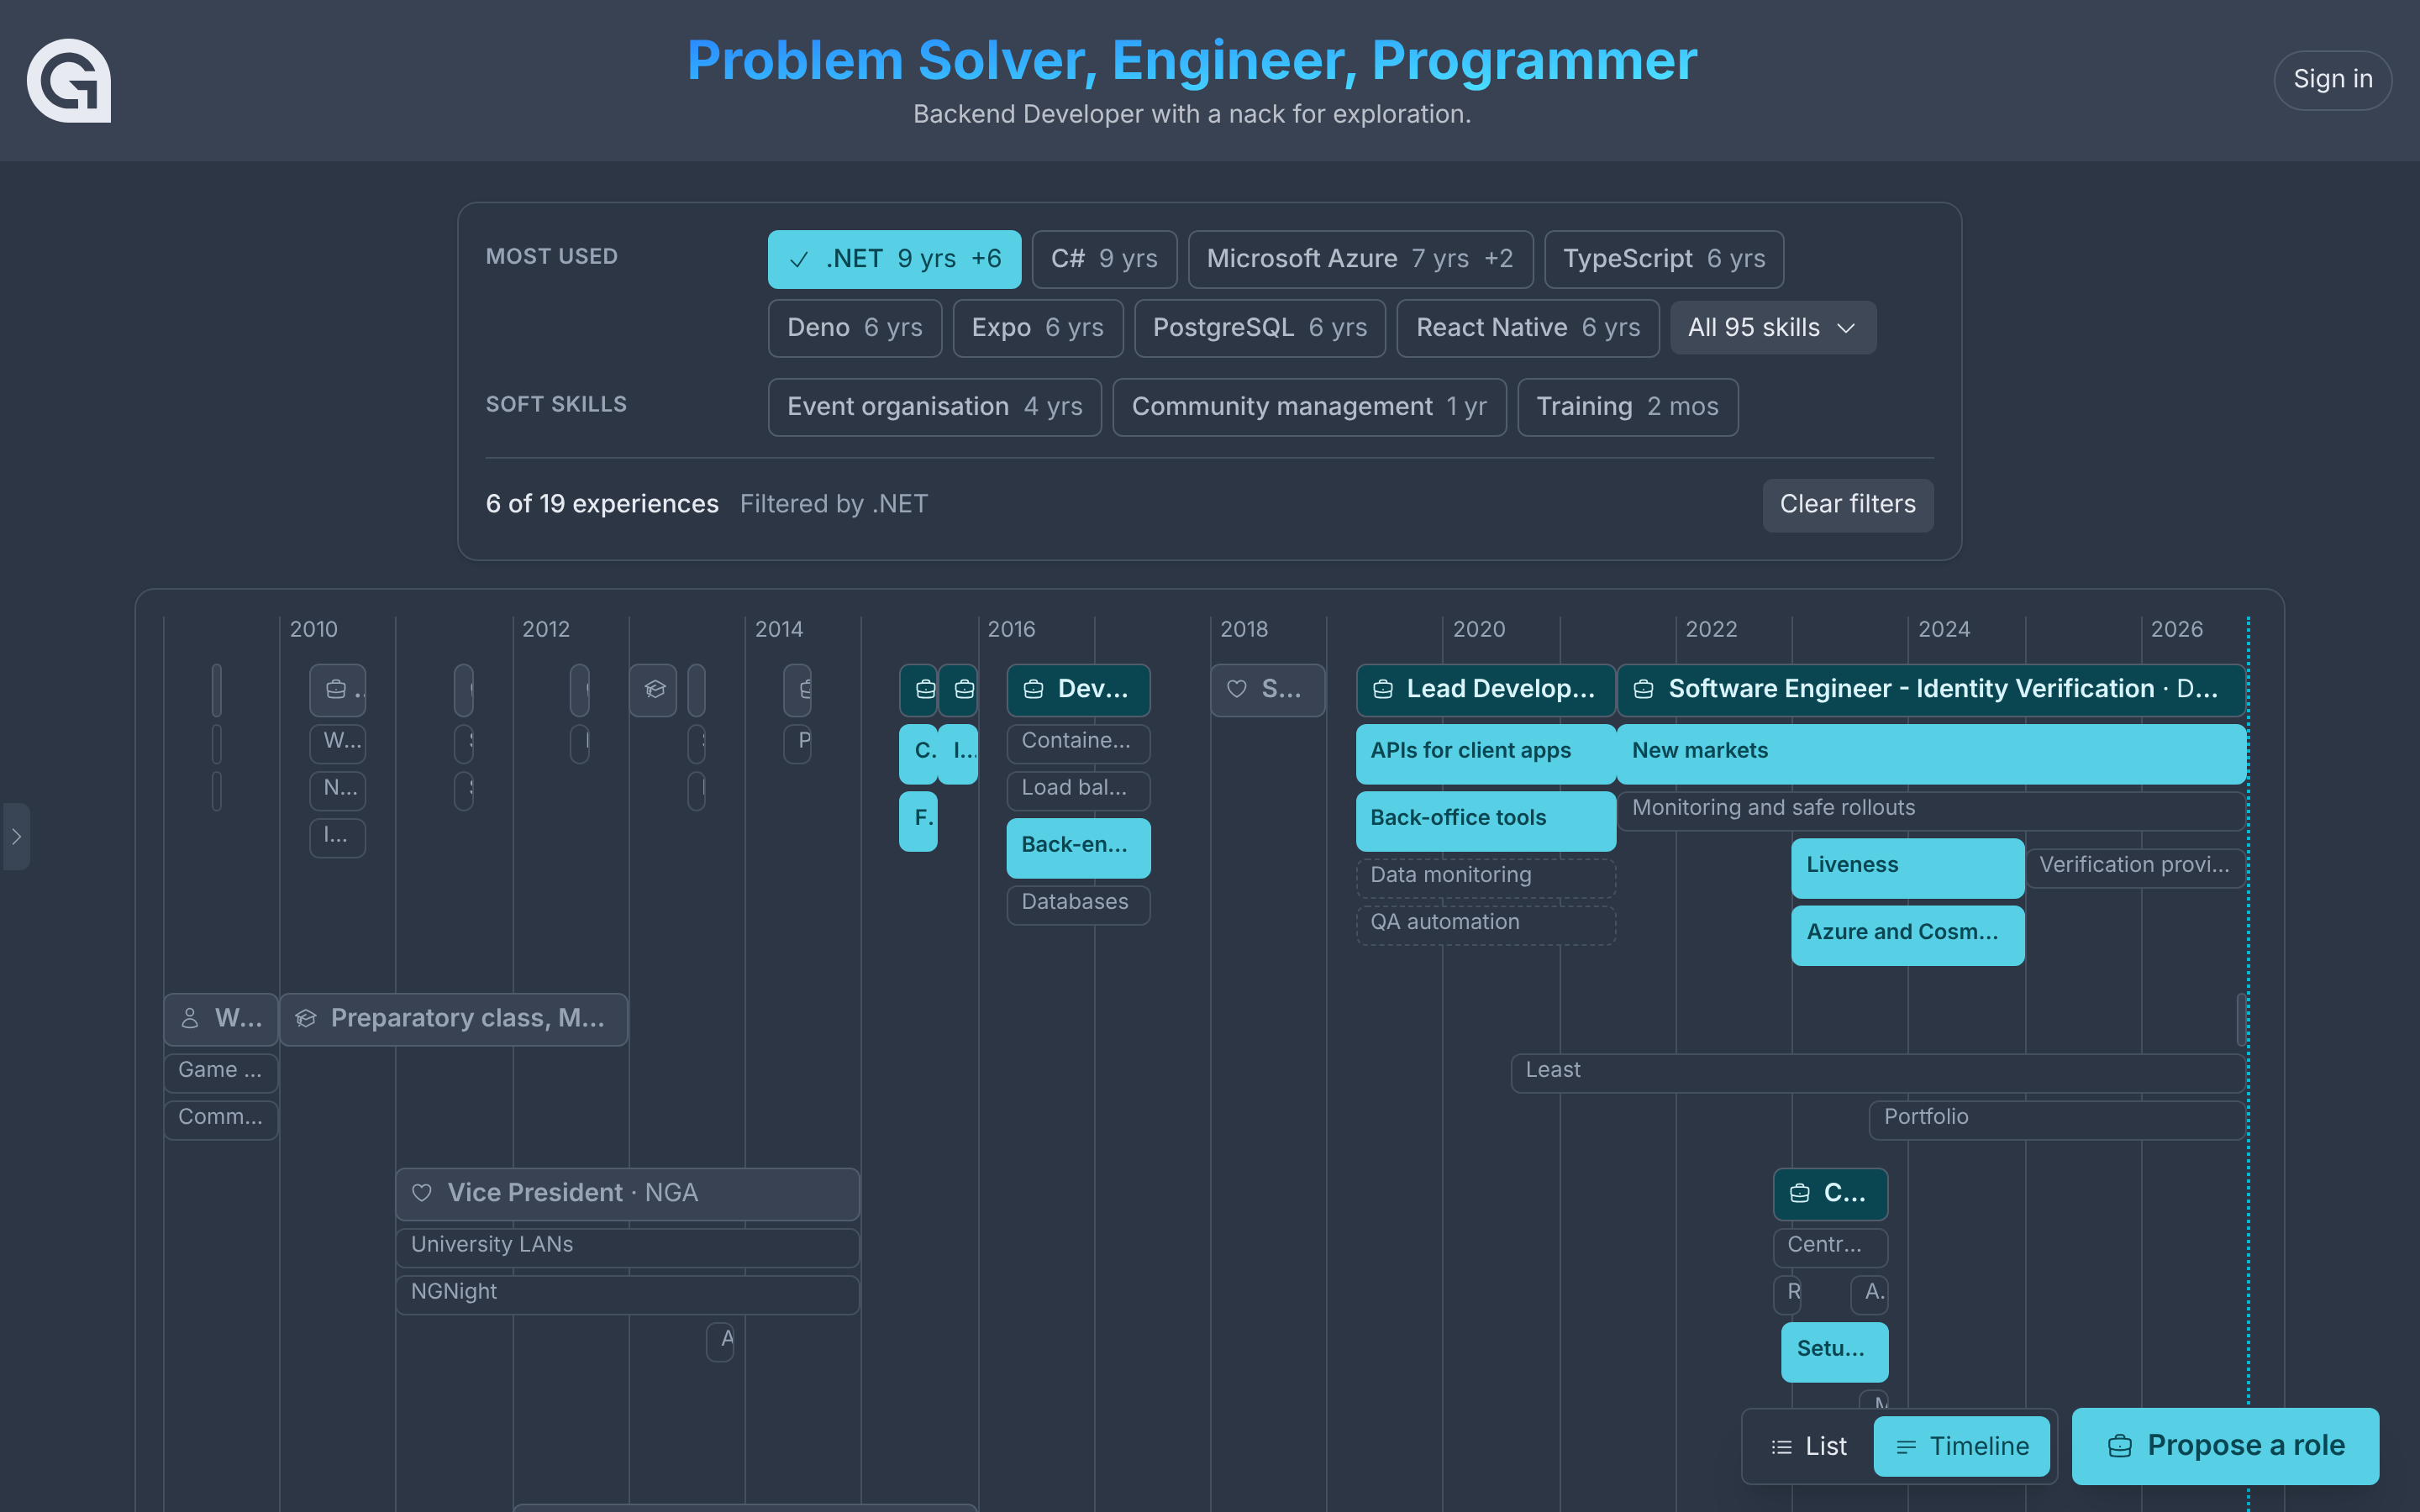 Problem Solver, Engineer, Programmer
Backend Developer with a nack for exploration.
Sign in
MOST USED
.NET 9 yrs +6
C# 9 yrs
Microsoft Azure 7 yrs +2
TypeScript 6 yrs
Deno 6 yrs
Expo 6 yrs
PostgreSQL 6 yrs
React Native 6 yrs
All 95 skills
SOFT SKILLS
Event organisation 4 yrs
Community management 1 yr
Training 2 mos
6 of 19 experiences Filtered by .NET
Clear filters
2010 2012 2014 2016 2018 2020 2022 2024 2026
Dev...
S...
Lead Develop...
Software Engineer - Identity Verification · D...
W...
P
C.
I...
Containe...
APIs for client apps
New markets
N...
F.
Load bal...
Back-office tools
Monitoring and safe rollouts
I...
Back-en...
Data monitoring
Liveness
Verification provi...
Databases
QA automation
Azure and Cosm...
W...
Preparatory class, M...
Game ...
Least
Comm...
Portfolio
Vice President · NGA
C...
University LANs
Centr...
NGNight
R
A.
A
Setu...
List
Timeline
Propose a role